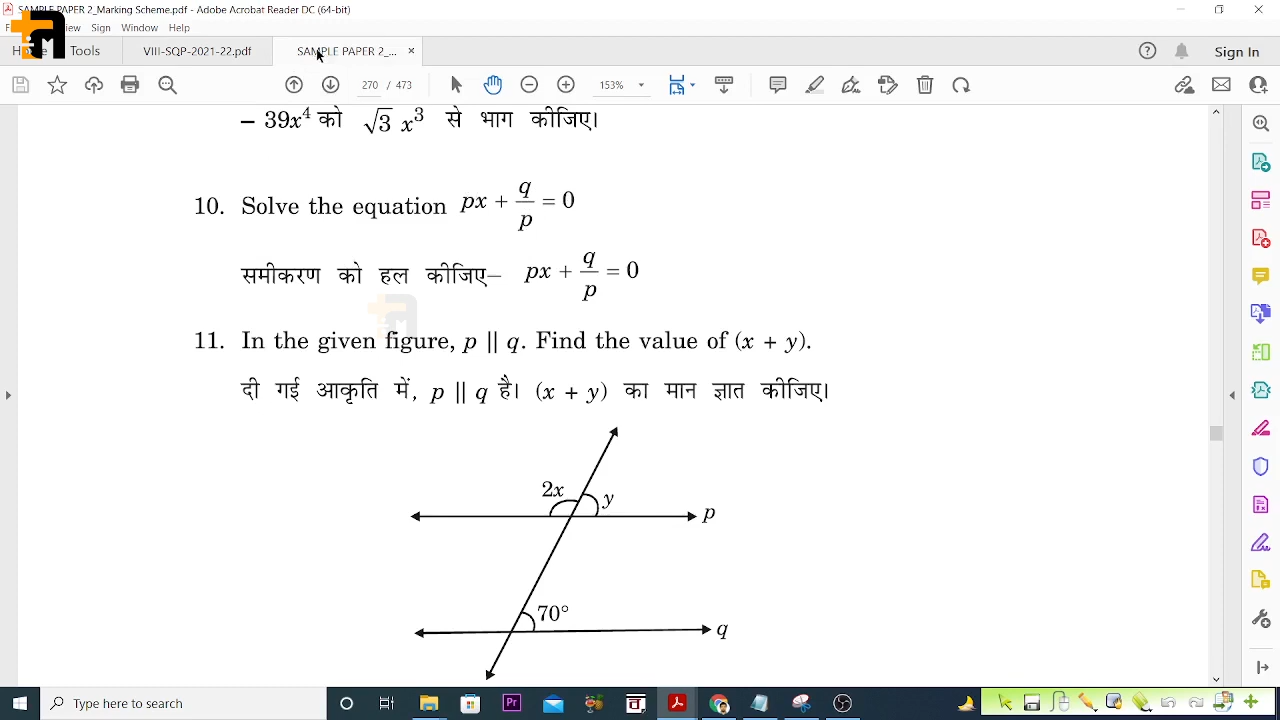 SAMPLE PAPER 2_Marking Scheme.pdf - Adobe Acrobat Reader DC (64-bit)
View Sign Window Help
Tools VIII-SQP-2021-22.pdf SAMPLE PAPER 2_... × Sign In
270 / 473 153%
– 39x⁴ को √3 x³ से भाग कीजिए।
10. Solve the equation px + q/p = 0
समीकरण को हल कीजिए– px + q/p = 0
11. In the given figure, p || q. Find the value of (x + y).
दी गई आकृति में, p || q है। (x + y) का मान ज्ञात कीजिए।
2x y
p
70°
q
Type here to search